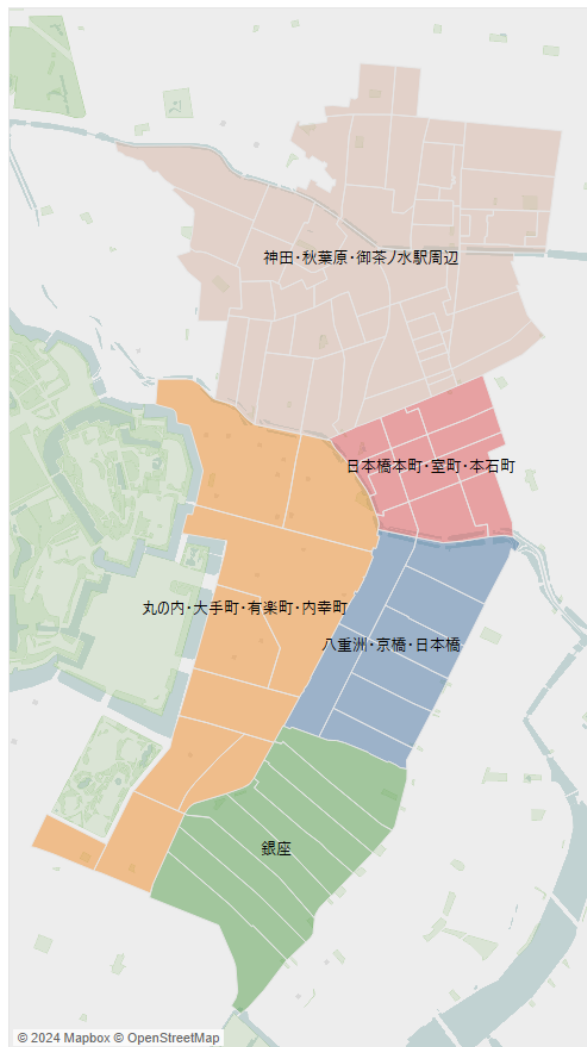 神田・秋葉原・御茶ノ水駅周辺
日本橋本町・室町・本石町
丸の内・大手町・有楽町・内幸町
八重洲・京橋・日本橋
銀座
© 2024 Mapbox © OpenStreetMap